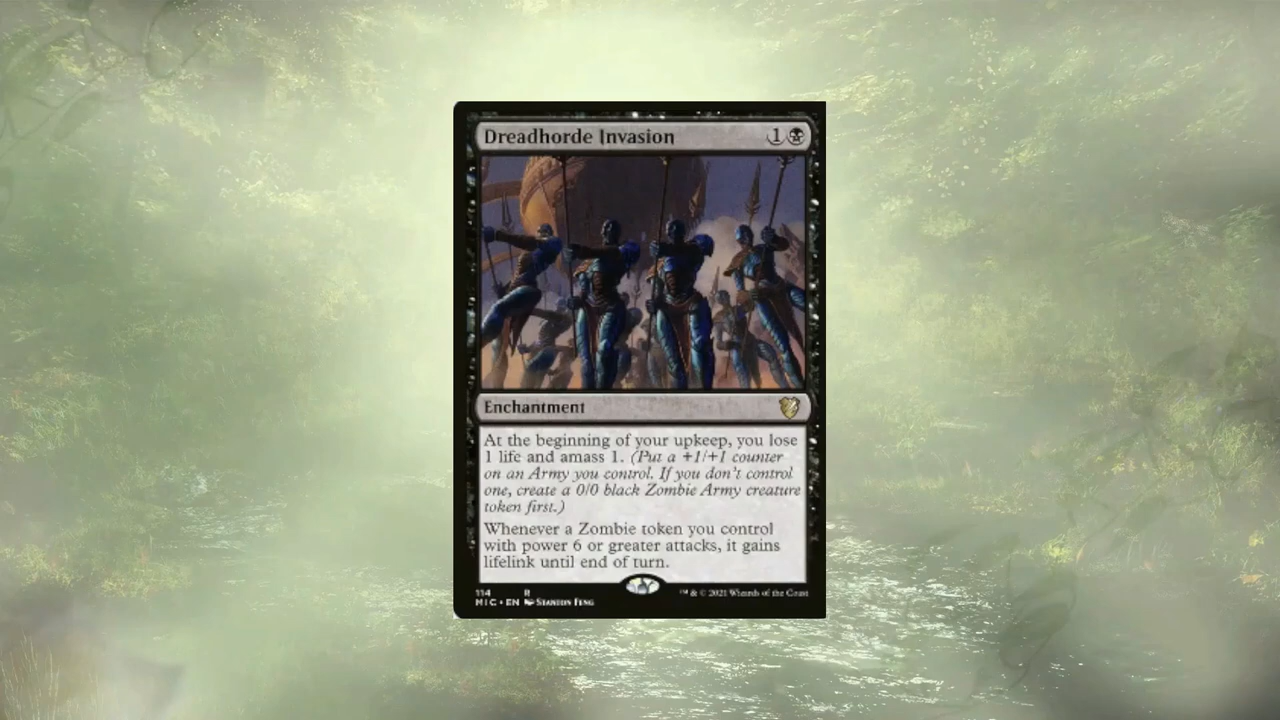 Dreadhorde Invasion 1
Enchantment
At the beginning of your upkeep, you lose
1 life and amass 1. (Put a +1/+1 counter
on an Army you control. If you don't control
one, create a 0/0 black Zombie Army creature
token first.)
Whenever a Zombie token you control
with power 6 or greater attacks, it gains
lifelink until end of turn.
114 R
MIC • EN Stanton Feng
™ & © 2021 Wizards of the Coast